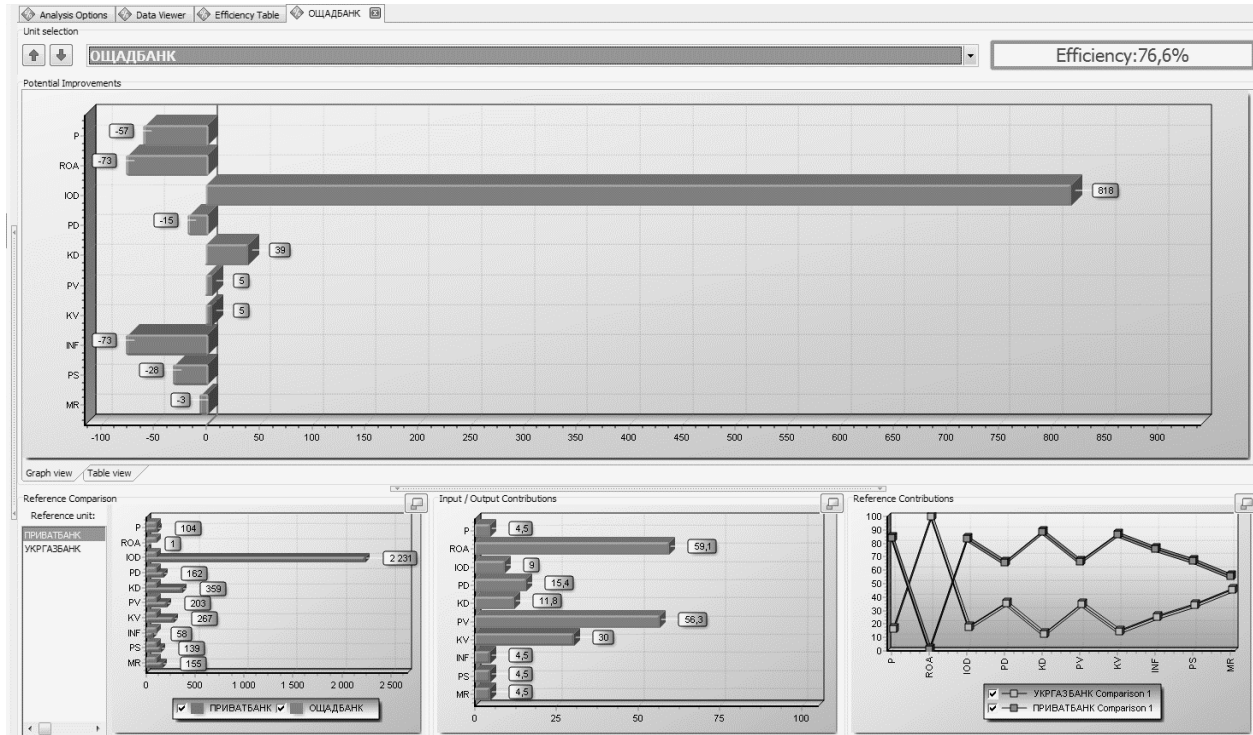 Analysis Options Data Viewer Efficiency Table ОЩАДБАНК
Unit selection
ОЩАДБАНК
Efficiency:76,6%
Potential Improvements
P -57
ROA -73
IOD 818
PD -15
KD 39
PV 5
KV 5
INF -73
PS -28
MR -3
-100 -50 0 50 100 150 200 250 300 350 400 450 500 550 600 650 700 750 800 850 900
Graph view Table view
Reference Comparison
Reference unit:
ПРИВАТБАНК
УКРГАЗБАНК
P 104
ROA 1
IOD 2 231
PD 162
KD 359
PV 203
KV 267
INF 58
PS 139
MR 155
0 500 1 000 1 500 2 000 2 500
ПРИВАТБАНК ОЩАДБАНК
Input / Output Contributions
P 4,5
ROA 59,1
IOD 9
PD 15,4
KD 11,8
PV 56,3
KV 30
INF 4,5
PS 4,5
MR 4,5
0 25 50 75 100
Reference Contributions
100
90
80
70
60
50
40
30
20
10
0
P ROA IOD PD KD PV KV INF PS MR
УКРГАЗБАНК Comparison 1
ПРИВАТБАНК Comparison 1